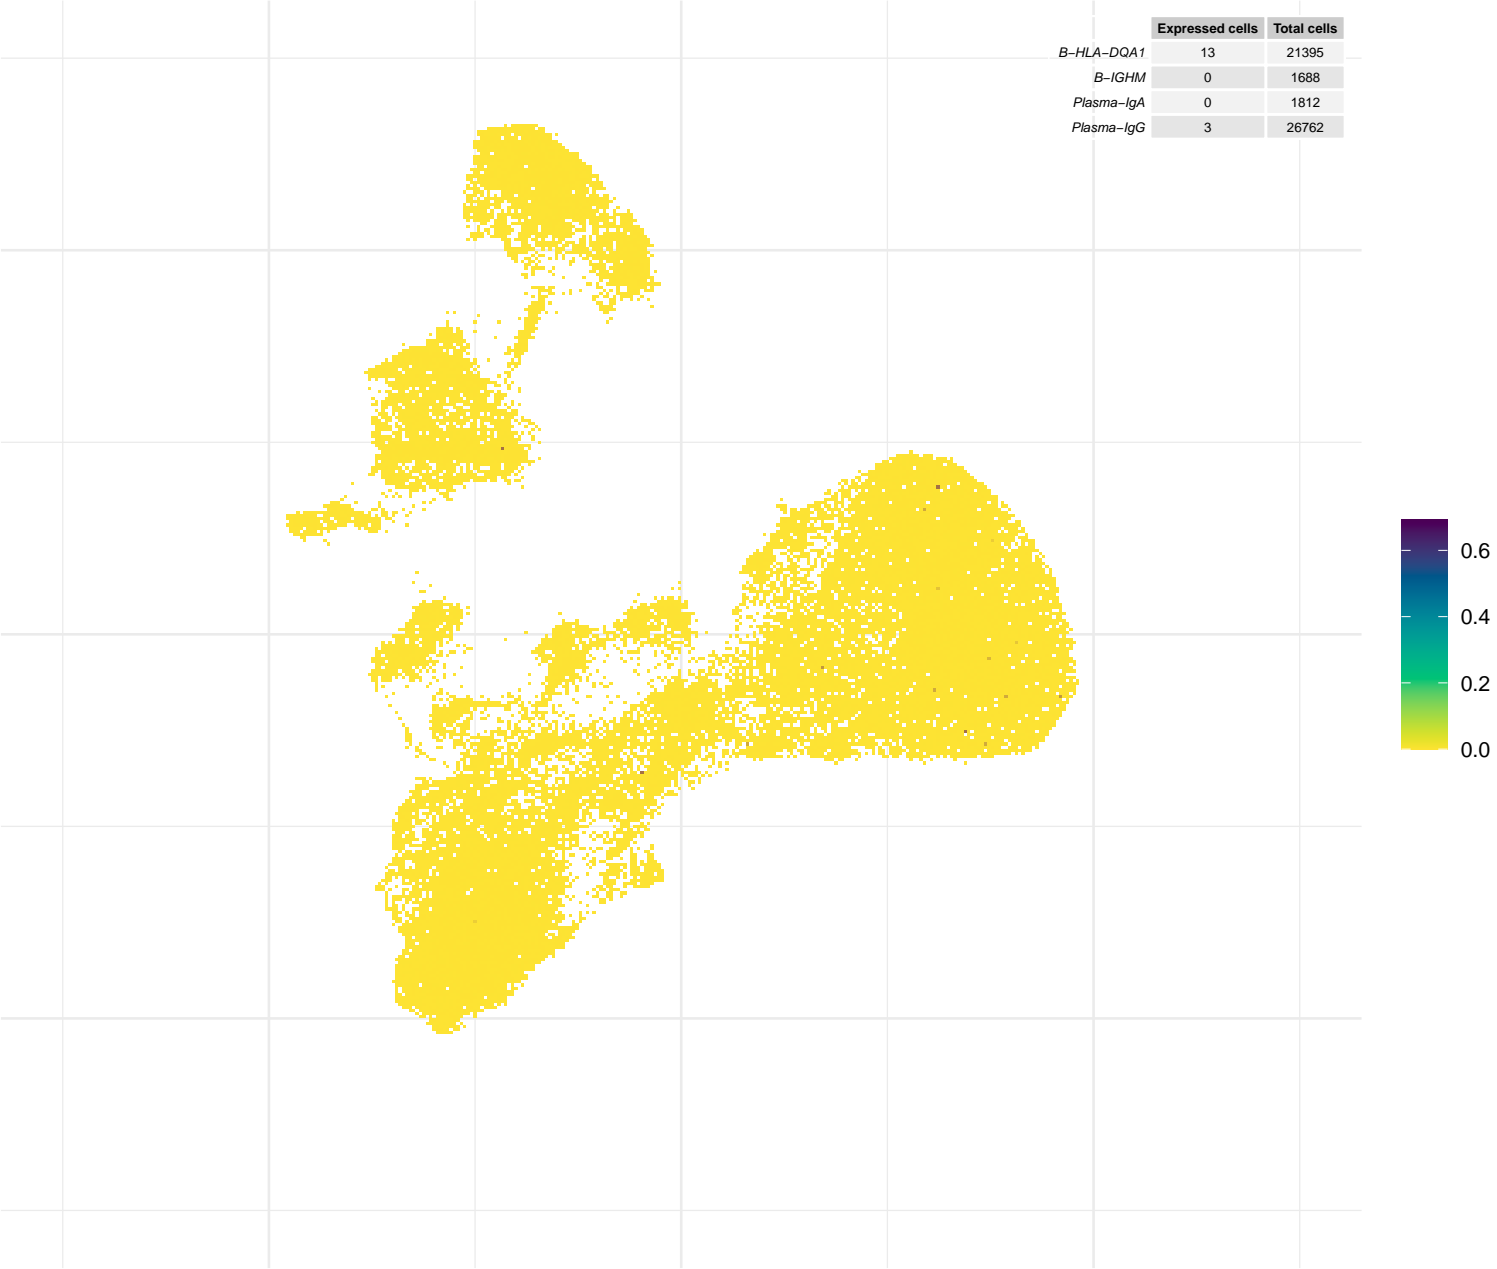 Expressed cells Total cells
B−HLA−DQA1 13 21395
B−IGHM 0 1688
Plasma−IgA 0 1812
Plasma−IgG 3 26762
0.6
0.4
0.2
0.0